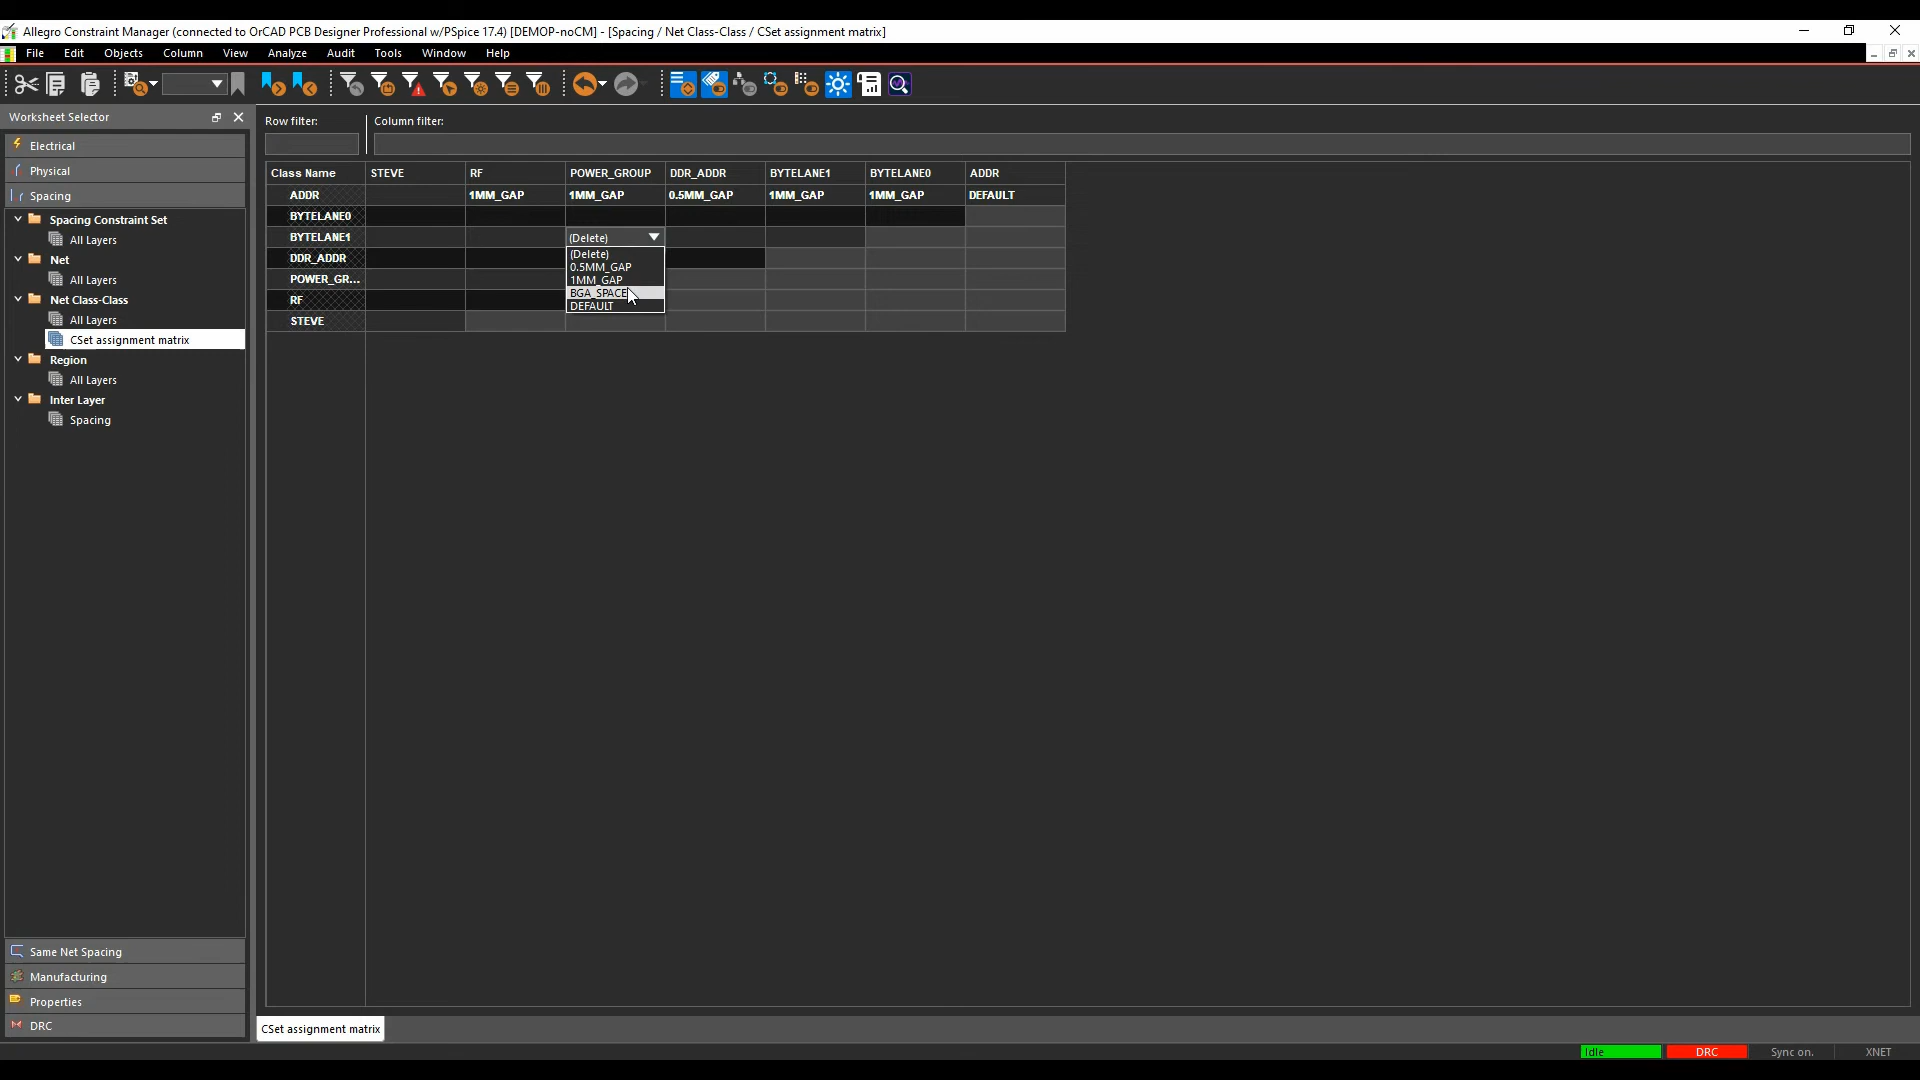 Allegro Constraint Manager (connected to OrCAD PCB Designer Professional w/PSpice 17.4) [DEMOP-noCM] - [Spacing / Net Class-Class / CSet assignment matrix]
File Edit Objects Column View Analyze Audit Tools Window Help
Worksheet Selector
Electrical
Physical
Spacing
Spacing Constraint Set
All Layers
Net
All Layers
Net Class-Class
All Layers
CSet assignment matrix
Region
All Layers
Inter Layer
Spacing
Same Net Spacing
Manufacturing
Properties
DRC
Row filter: Column filter:
Class Name STEVE RF POWER_GROUP DDR_ADDR BYTELANE1 BYTELANE0 ADDR
ADDR 1MM_GAP 1MM_GAP 0.5MM_GAP 1MM_GAP 1MM_GAP DEFAULT
BYTELANE0
BYTELANE1 (Delete)
(Delete)
0.5MM_GAP
1MM_GAP
BGA_SPACE
DEFAULT
DDR_ADDR
POWER_GR...
RF
STEVE
CSet assignment matrix
Idle DRC Sync on. XNET